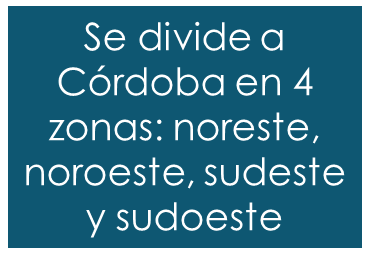 Se divide a
Córdoba en 4
zonas: noreste,
noroeste, sudeste
y sudoeste